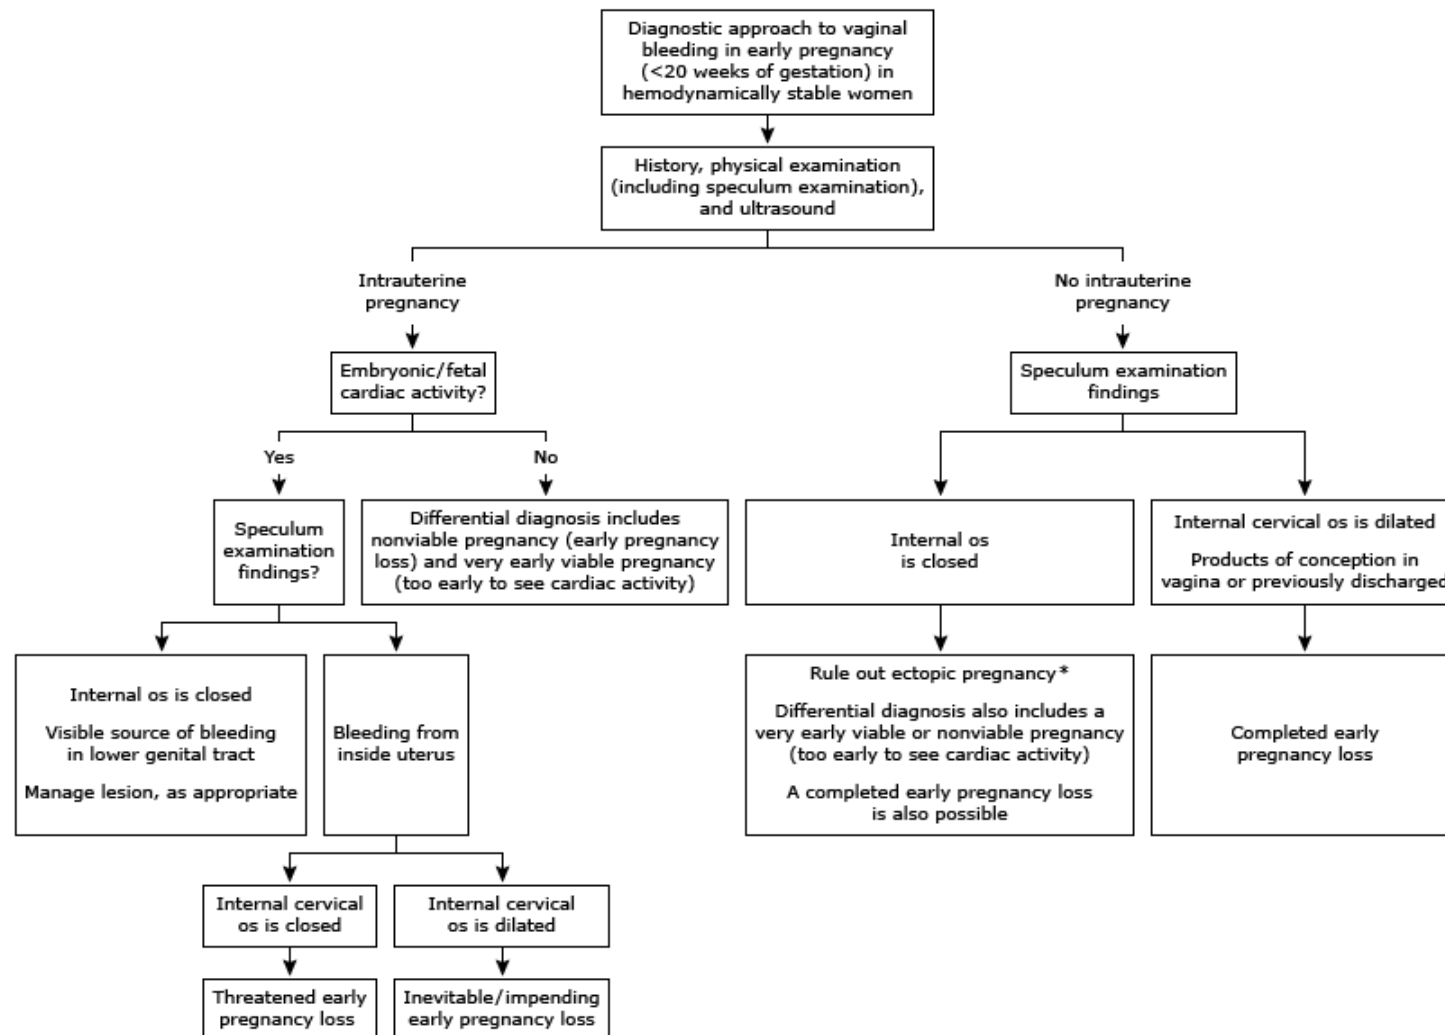 Diagnostic approach to vaginal
bleeding in early pregnancy
(<20 weeks of gestation) in
hemodynamically stable women
History, physical examination
(including speculum examination),
and ultrasound
Intrauterine
pregnancy
No intrauterine
pregnancy
Embryonic/fetal
cardiac activity?
Speculum examination
findings
Yes
No
Speculum
examination
findings?
Differential diagnosis includes
nonviable pregnancy (early pregnancy
loss) and very early viable pregnancy
(too early to see cardiac activity)
Internal os
is closed
Internal cervical os is dilated
Products of conception in
vagina or previously discharged
Internal os is closed
Visible source of bleeding
in lower genital tract
Manage lesion, as appropriate
Bleeding from
inside uterus
Rule out ectopic pregnancy*
Differential diagnosis also includes a
very early viable or nonviable pregnancy
(too early to see cardiac activity)
A completed early pregnancy loss
is also possible
Completed early
pregnancy loss
Internal cervical
os is closed
Internal cervical
os is dilated
Threatened early
pregnancy loss
Inevitable/impending
early pregnancy loss